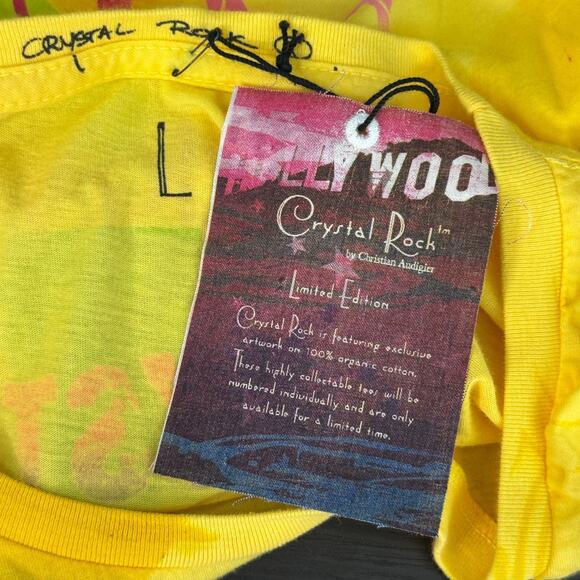 CRYSTAL ROCK
L
HOLLYWOOD
Crystal Rock™
by Christian Audigier
Limited Edition
Crystal Rock is featuring exclusive
artwork on 100% organic cotton.
These highly collectable tees will be
numbered individually and are only
available for a limited time.